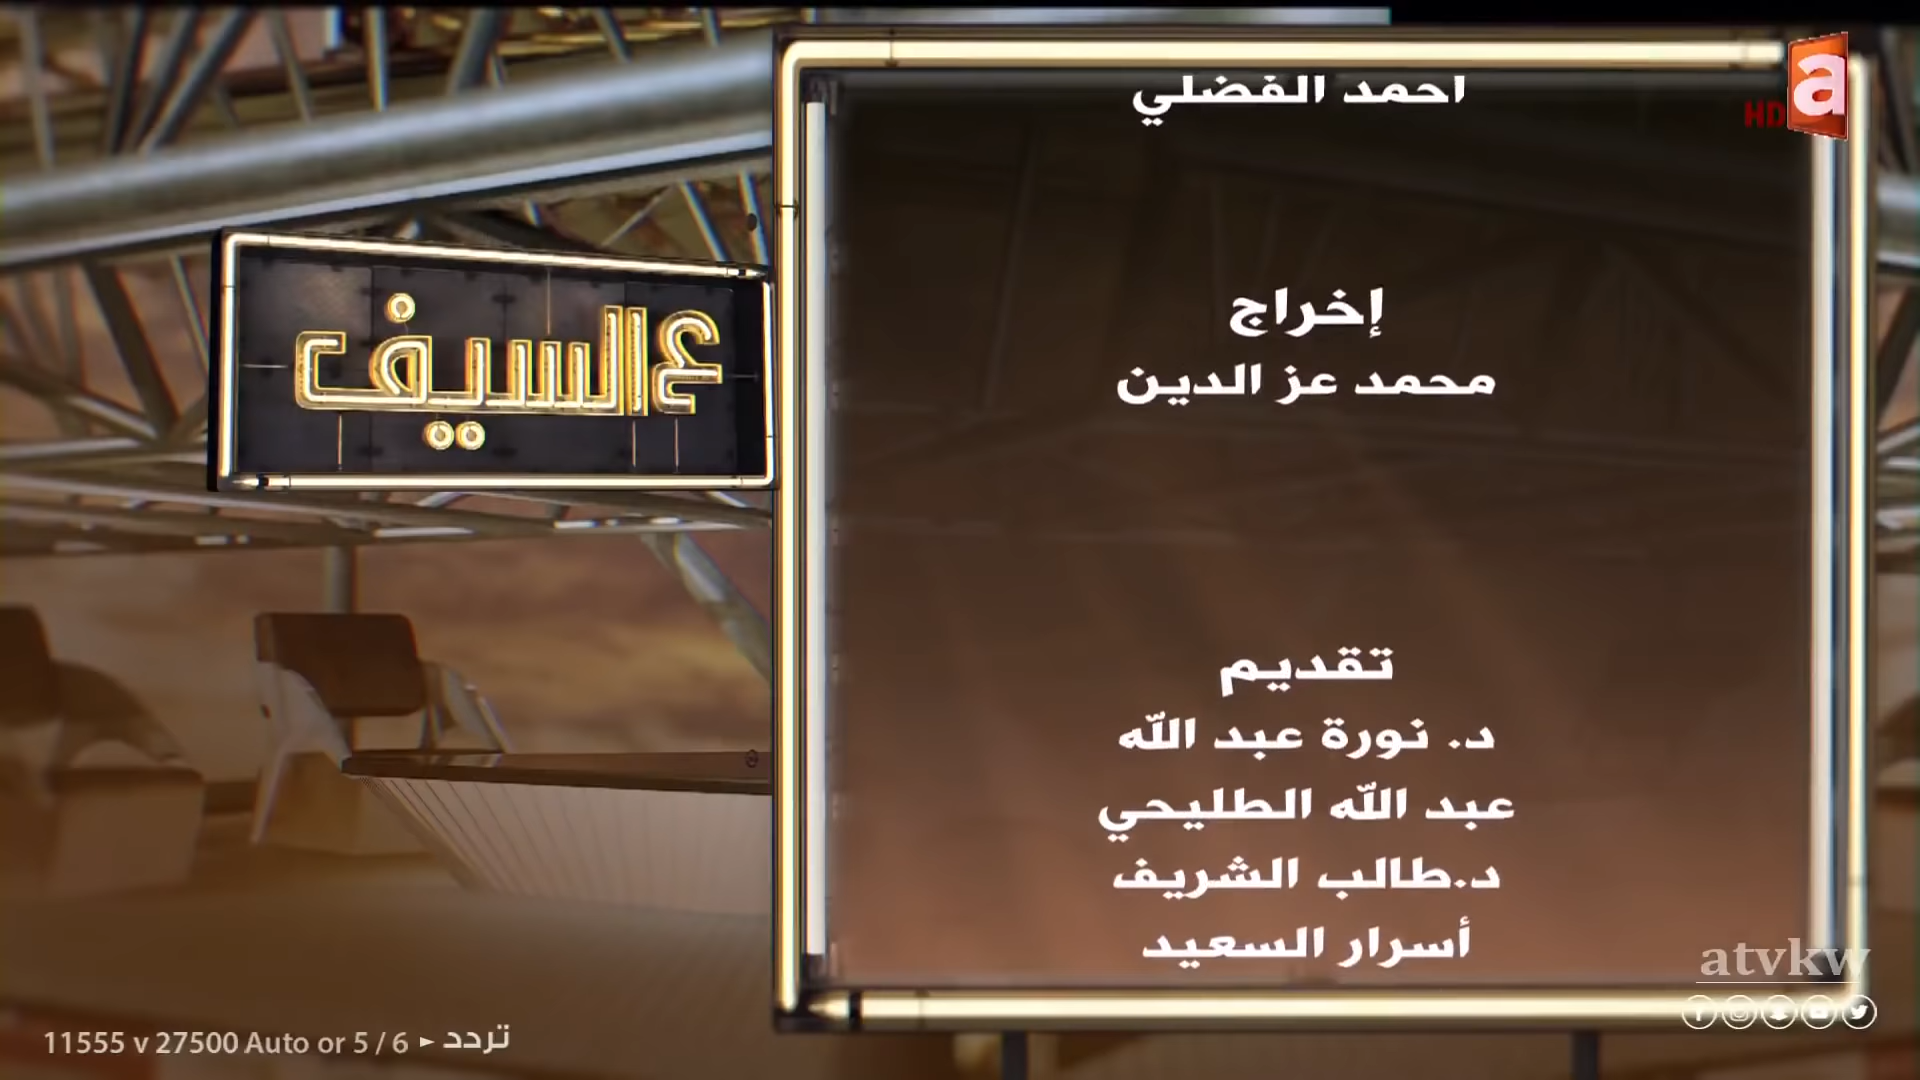 احمد الفضلي
HD a
ع السيف
إخراج
محمد عز الدين
تقديم
د. نورة عبد الله
عبد الله الطليحي
د.طالب الشريف
أسرار السعيد
atvkw
تردد ► 11555 v 27500 Auto or 5 / 6